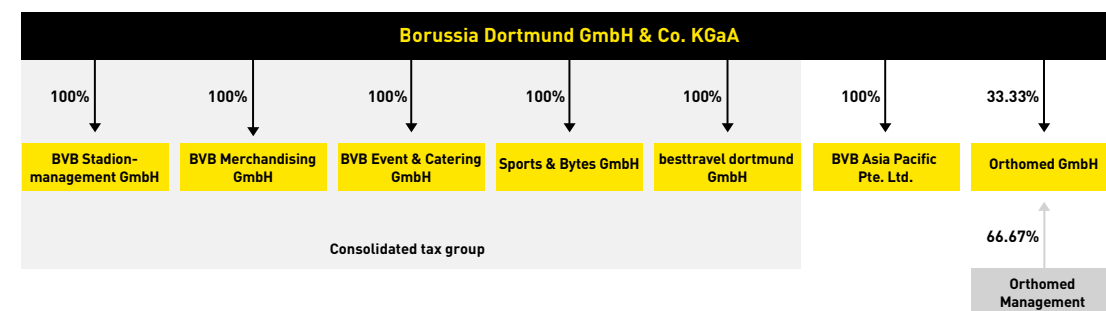 Borussia Dortmund GmbH & Co. KGaA
100%
100%
100%
100%
100%
100%
33.33%
BVB Stadion-
management GmbH
BVB Merchandising
GmbH
BVB Event & Catering
GmbH
Sports & Bytes GmbH
besttravel dortmund
GmbH
BVB Asia Pacific
Pte. Ltd.
Orthomed GmbH
Consolidated tax group
66.67%
Orthomed
Management